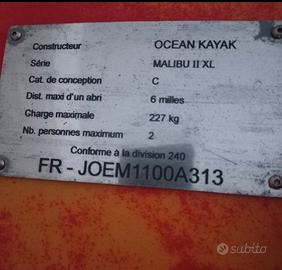 Constructeur OCEAN KAYAK
Série MALIBU II XL
Cat. de conception C
Dist. maxi d'un abri 6 milles
Charge maximale 227 kg
Nb. personnes maximum 2
Conforme à la division 240
FR - JOEM1100A313
subito